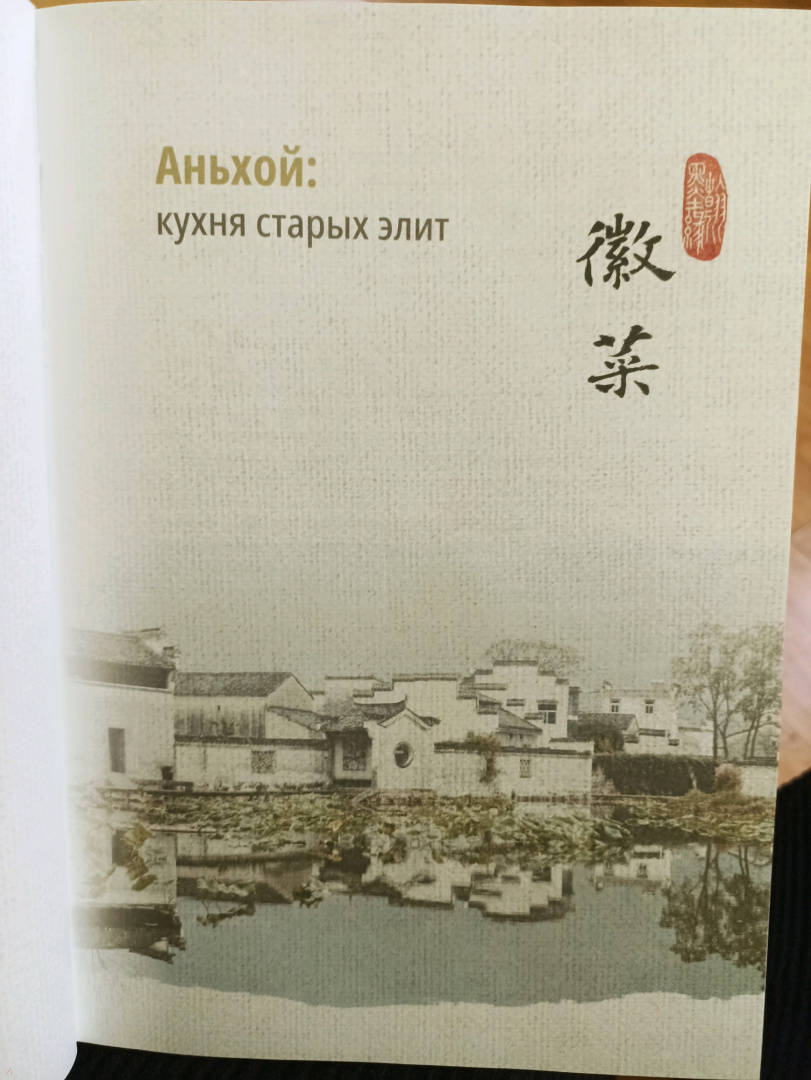 Аньхой:
кухня старых элит
徽
菜